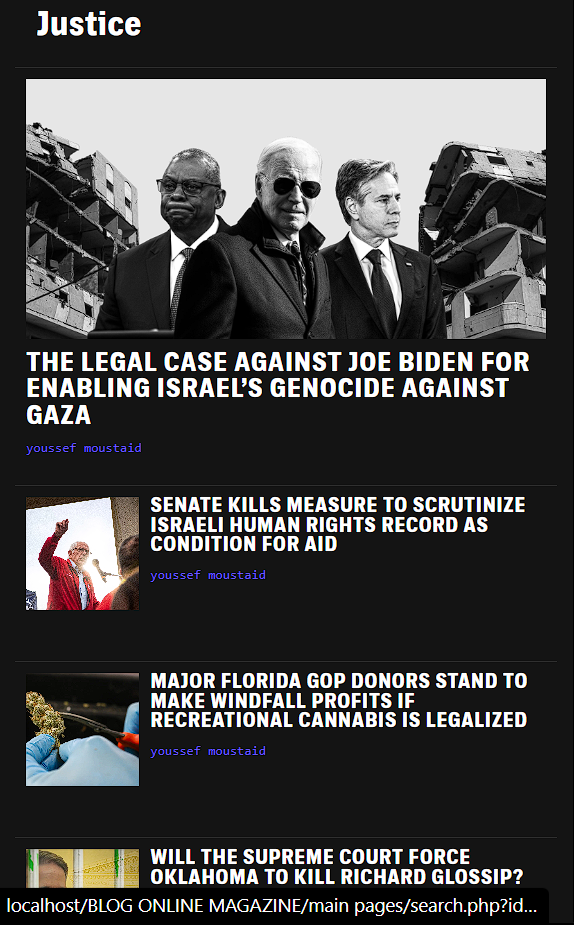 Justice
THE LEGAL CASE AGAINST JOE BIDEN FOR
ENABLING ISRAEL’S GENOCIDE AGAINST
GAZA
youssef moustaid
SENATE KILLS MEASURE TO SCRUTINIZE
ISRAELI HUMAN RIGHTS RECORD AS
CONDITION FOR AID
youssef moustaid
MAJOR FLORIDA GOP DONORS STAND TO
MAKE WINDFALL PROFITS IF
RECREATIONAL CANNABIS IS LEGALIZED
youssef moustaid
WILL THE SUPREME COURT FORCE
OKLAHOMA TO KILL RICHARD GLOSSIP?
localhost/BLOG ONLINE MAGAZINE/main pages/search.php?id...